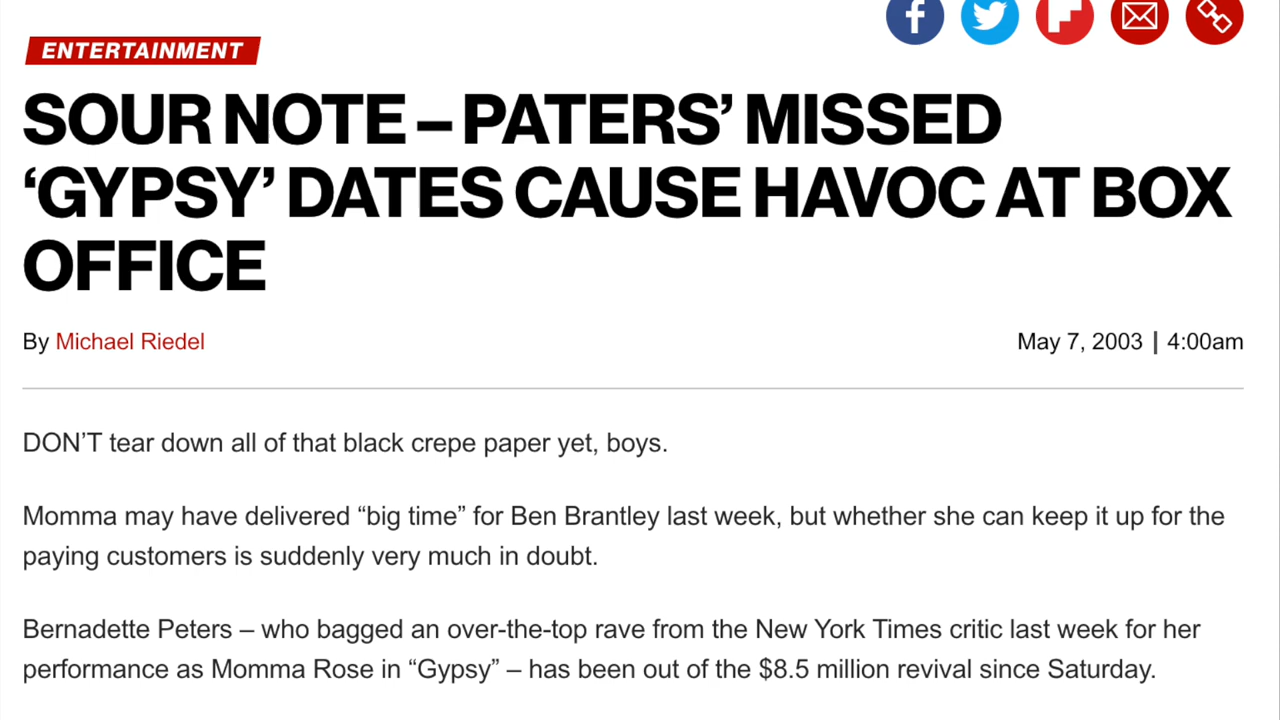 ENTERTAINMENT
SOUR NOTE – PATERS’ MISSED
‘GYPSY’ DATES CAUSE HAVOC AT BOX
OFFICE
By Michael Riedel
May 7, 2003 | 4:00am
DON’T tear down all of that black crepe paper yet, boys.
Momma may have delivered “big time” for Ben Brantley last week, but whether she can keep it up for the
paying customers is suddenly very much in doubt.
Bernadette Peters – who bagged an over-the-top rave from the New York Times critic last week for her
performance as Momma Rose in “Gypsy” – has been out of the $8.5 million revival since Saturday.